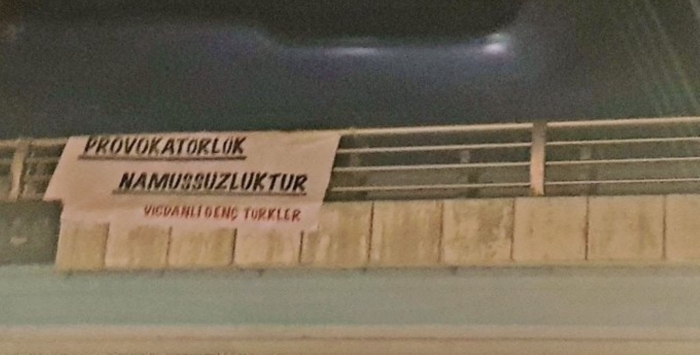 PROVOKATÖRLÜK
NAMUSSUZLUKTUR
VİCDANLI GENÇ TÜRKLER